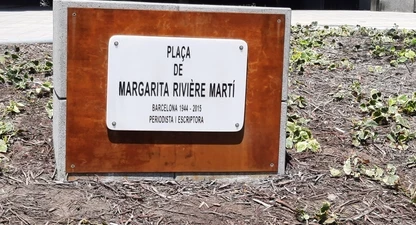 PLAÇA
DE
MARGARITA RIVIÈRE MARTÍ
BARCELONA 1944 - 2015
PERIODISTA I ESCRIPTORA